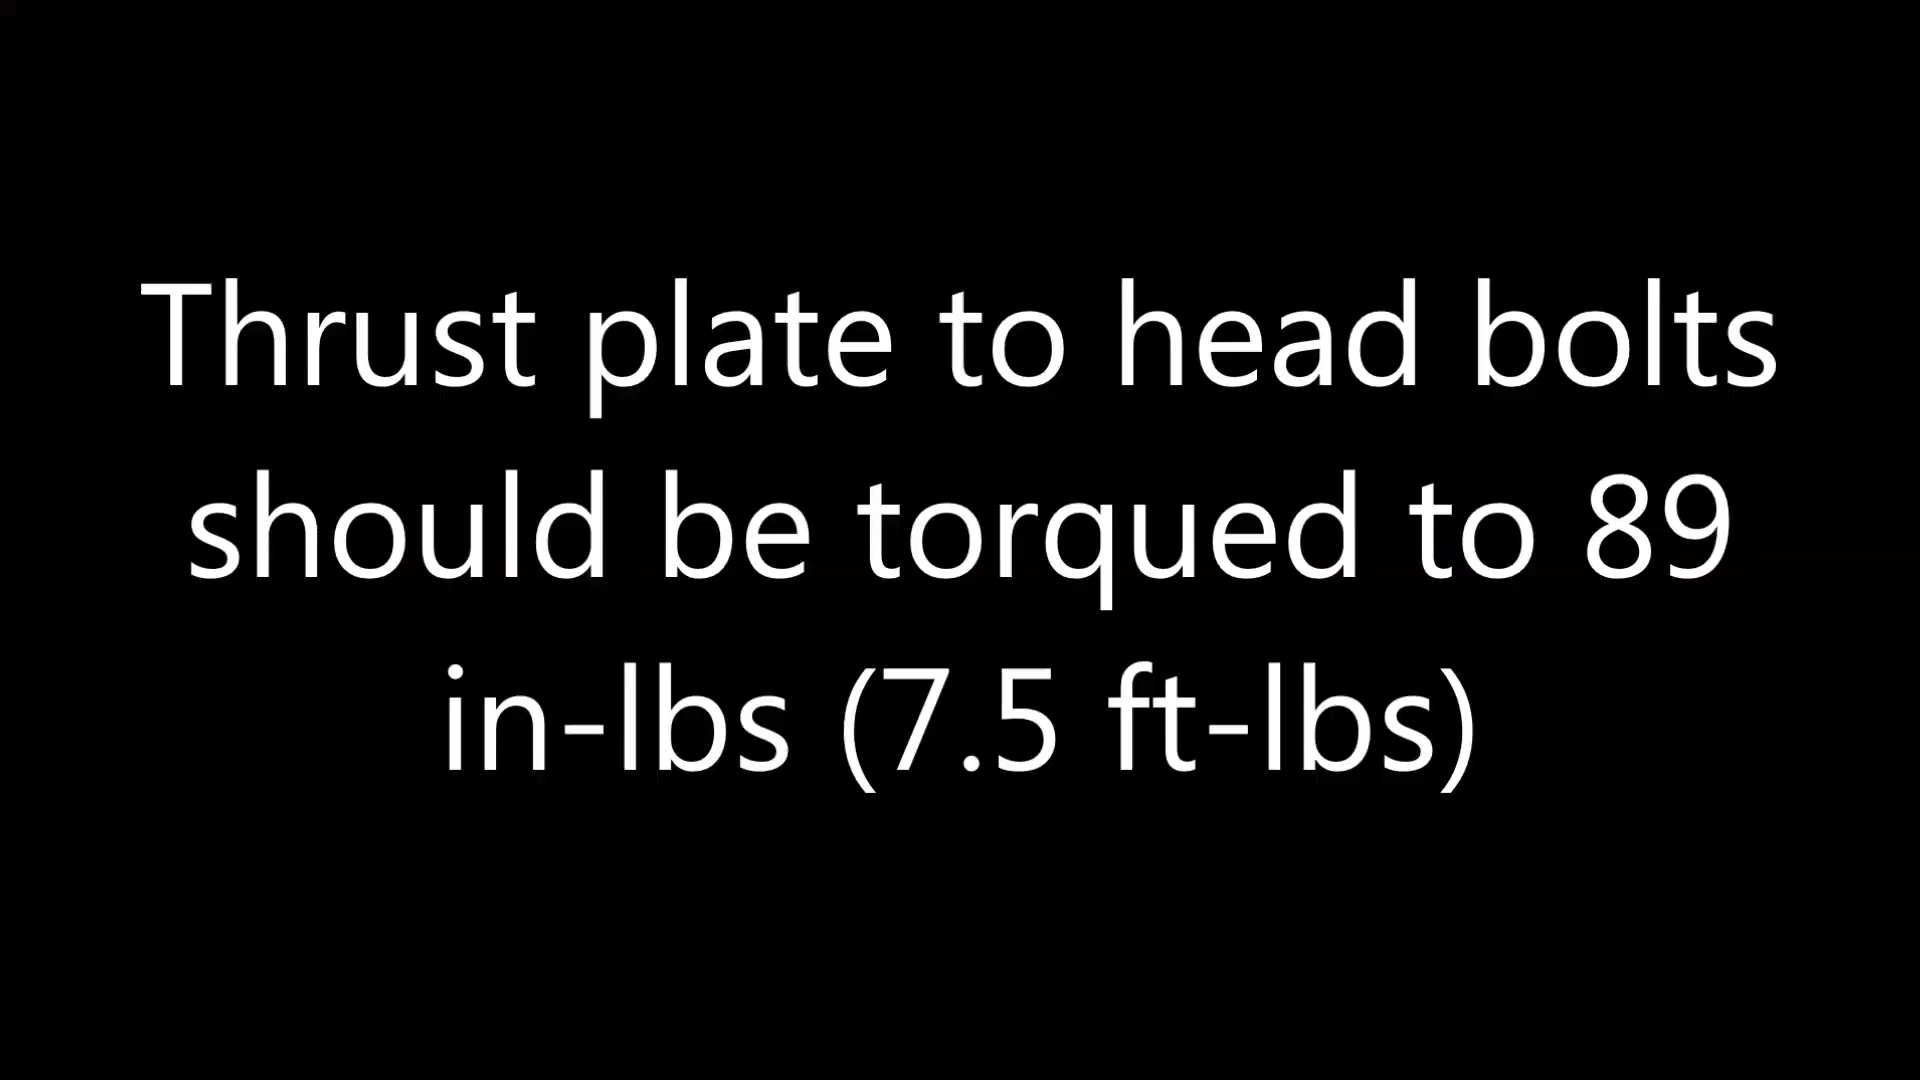 Thrust plate to head bolts
should be torqued to 89
in-lbs (7.5 ft-lbs)